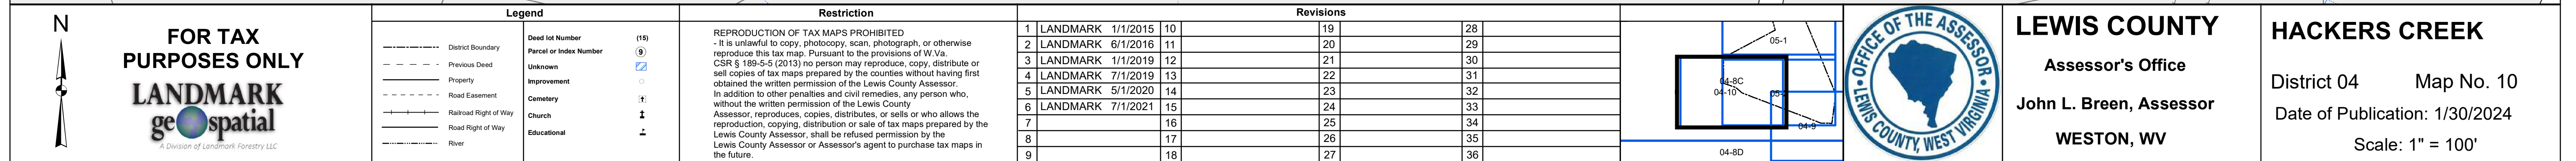 N
FOR TAX
PURPOSES ONLY
LANDMARK
geospatial
A Division of Landmark Forestry LLC
Legend
District Boundary
Previous Deed
Property
Road Easement
Railroad Right of Way
Road Right of Way
River
Deed lot Number (15)
Parcel or Index Number 9
Unknown
Improvement
Cemetery
Church
Educational
Restriction
REPRODUCTION OF TAX MAPS PROHIBITED
- It is unlawful to copy, photocopy, scan, photograph, or otherwise
reproduce this tax map. Pursuant to the provisions of W.Va.
CSR § 189-5-5 (2013) no person may reproduce, copy, distribute or
sell copies of tax maps prepared by the counties without having first
obtained the written permission of the Lewis County Assessor.
In addition to other penalties and civil remedies, any person who,
without the written permission of the Lewis County
Assessor, reproduces, copies, distributes, or sells or who allows the
reproduction, copying, distribution or sale of tax maps prepared by the
Lewis County Assessor, shall be refused permission by the
Lewis County Assessor or Assessor's agent to purchase tax maps in
the future.
Revisions
1 LANDMARK 1/1/2015 10 19 28
2 LANDMARK 6/1/2016 11 20 29
3 LANDMARK 1/1/2019 12 21 30
4 LANDMARK 7/1/2019 13 22 31
5 LANDMARK 5/1/2020 14 23 32
6 LANDMARK 7/1/2021 15 24 33
7 16 25 34
8 17 26 35
9 18 27 36
05-1
04-8C
04-10
04-9
04-8D
OFFICE OF THE ASSESSOR
LEWIS COUNTY, WEST VIRGINIA
LEWIS COUNTY
Assessor's Office
John L. Breen, Assessor
WESTON, WV
HACKERS CREEK
District 04 Map No. 10
Date of Publication: 1/30/2024
Scale: 1" = 100'